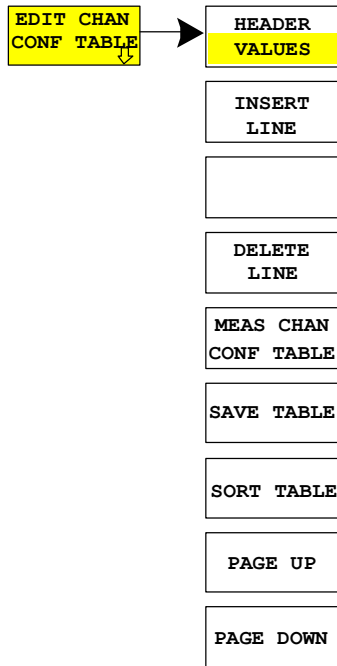 EDIT CHAN
CONF TABLE
HEADER
VALUES
INSERT
LINE
DELETE
LINE
MEAS CHAN
CONF TABLE
SAVE TABLE
SORT TABLE
PAGE UP
PAGE DOWN